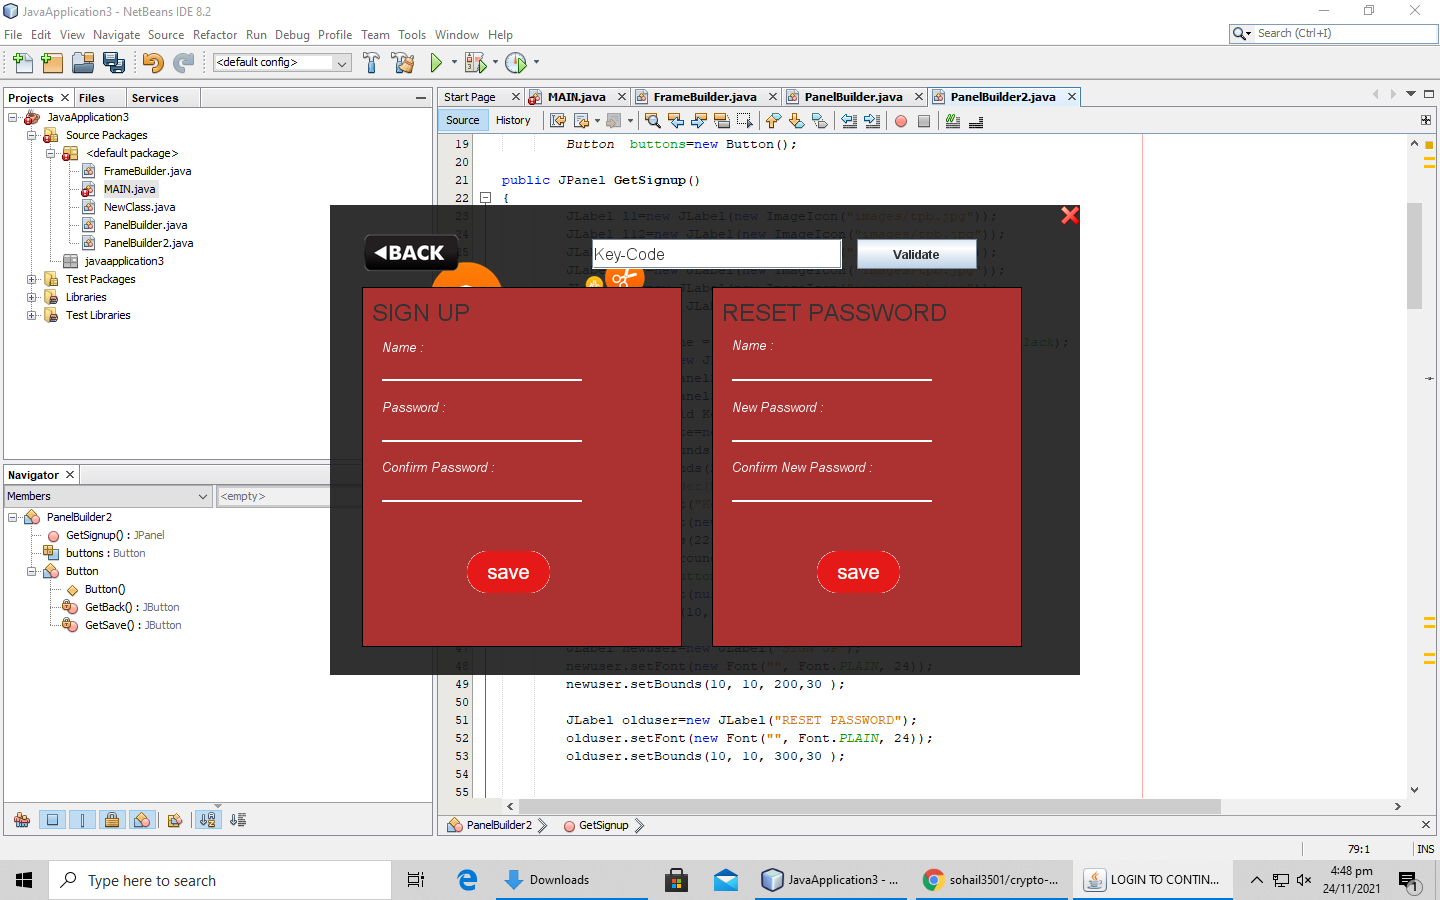 JavaApplication3 - NetBeans IDE 8.2
File Edit View Navigate Source Refactor Run Debug Profile Team Tools Window Help
Search (Ctrl+I)
<default config>
Projects Files Services
JavaApplication3
Source Packages
<default package>
FrameBuilder.java
MAIN.java
NewClass.java
PanelBuilder.java
PanelBuilder2.java
javaapplication3
Test Packages
Libraries
Test Libraries
Navigator
Members
<empty>
PanelBuilder2
GetSignup() : JPanel
buttons : Button
Button
Button()
GetBack() : JButton
GetSave() : JButton
Start Page MAIN.java FrameBuilder.java PanelBuilder.java PanelBuilder2.java
Source History
19 Button buttons=new Button();
20
21 public JPanel GetSignup()
22 {
23 JLabel l1=new JLabel(new ImageIcon("images/tpb.jpg"));
JLabel l12=new JLabel(new ImageIcon("images/tpb.jpg"));
BACK
Key-Code
Validate
SIGN UP
Name :
Password :
Confirm Password :
save
RESET PASSWORD
Name :
New Password :
Confirm New Password :
save
47 JLabel newuser=new JLabel("SIGN UP");
48 newuser.setFont(new Font("", Font.PLAIN, 24));
49 newuser.setBounds(10, 10, 200,30 );
50
51 JLabel olduser=new JLabel("RESET PASSWORD");
52 olduser.setFont(new Font("", Font.PLAIN, 24));
53 olduser.setBounds(10, 10, 300,30 );
54
55
PanelBuilder2 GetSignup
79:1 INS
Type here to search
Downloads
JavaApplication3 - ...
sohail3501/crypto-...
LOGIN TO CONTIN...
4:48 pm
24/11/2021
1